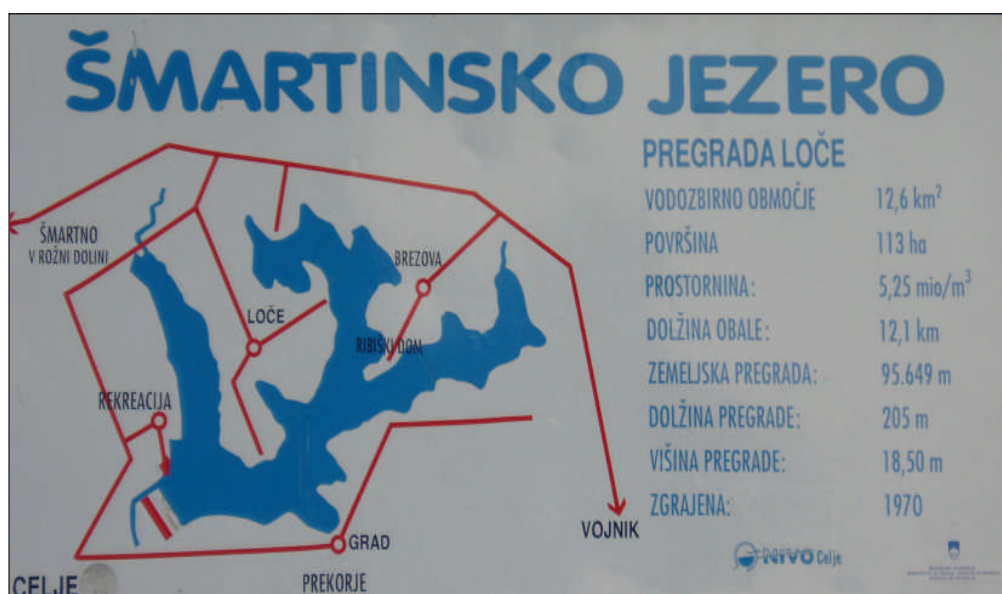 ŠMARTINSKO JEZERO
PREGRADA LOČE
VODOZBIRNO OBMOČJE 12,6 km²
POVRŠINA 113 ha
PROSTORNINA: 5,25 mio/m³
DOLŽINA OBALE: 12,1 km
ZEMELJSKA PREGRADA: 95.649 m
DOLŽINA PREGRADE: 205 m
VIŠINA PREGRADE: 18,50 m
ZGRAJENA: 1970
ŠMARTNO
V ROŽNI DOLINI
BREZOVA
LOČE
RIBIŠKI DOM
REKREACIJA
GRAD
PREKORJE
VOJNIK
CELJE
NIVO Celje